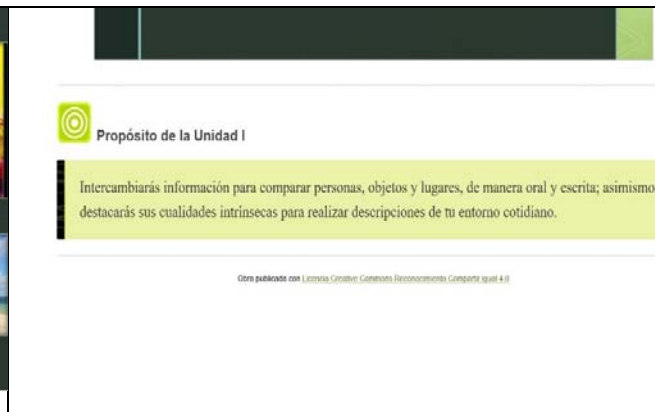 Propósito de la Unidad I
Intercambiarás información para comparar personas, objetos y lugares, de manera oral y escrita; asimismo
destacarás sus cualidades intrínsecas para realizar descripciones de tu entorno cotidiano.
Obra publicada con Licencia Creative Commons Reconocimiento Compartir igual 4.0